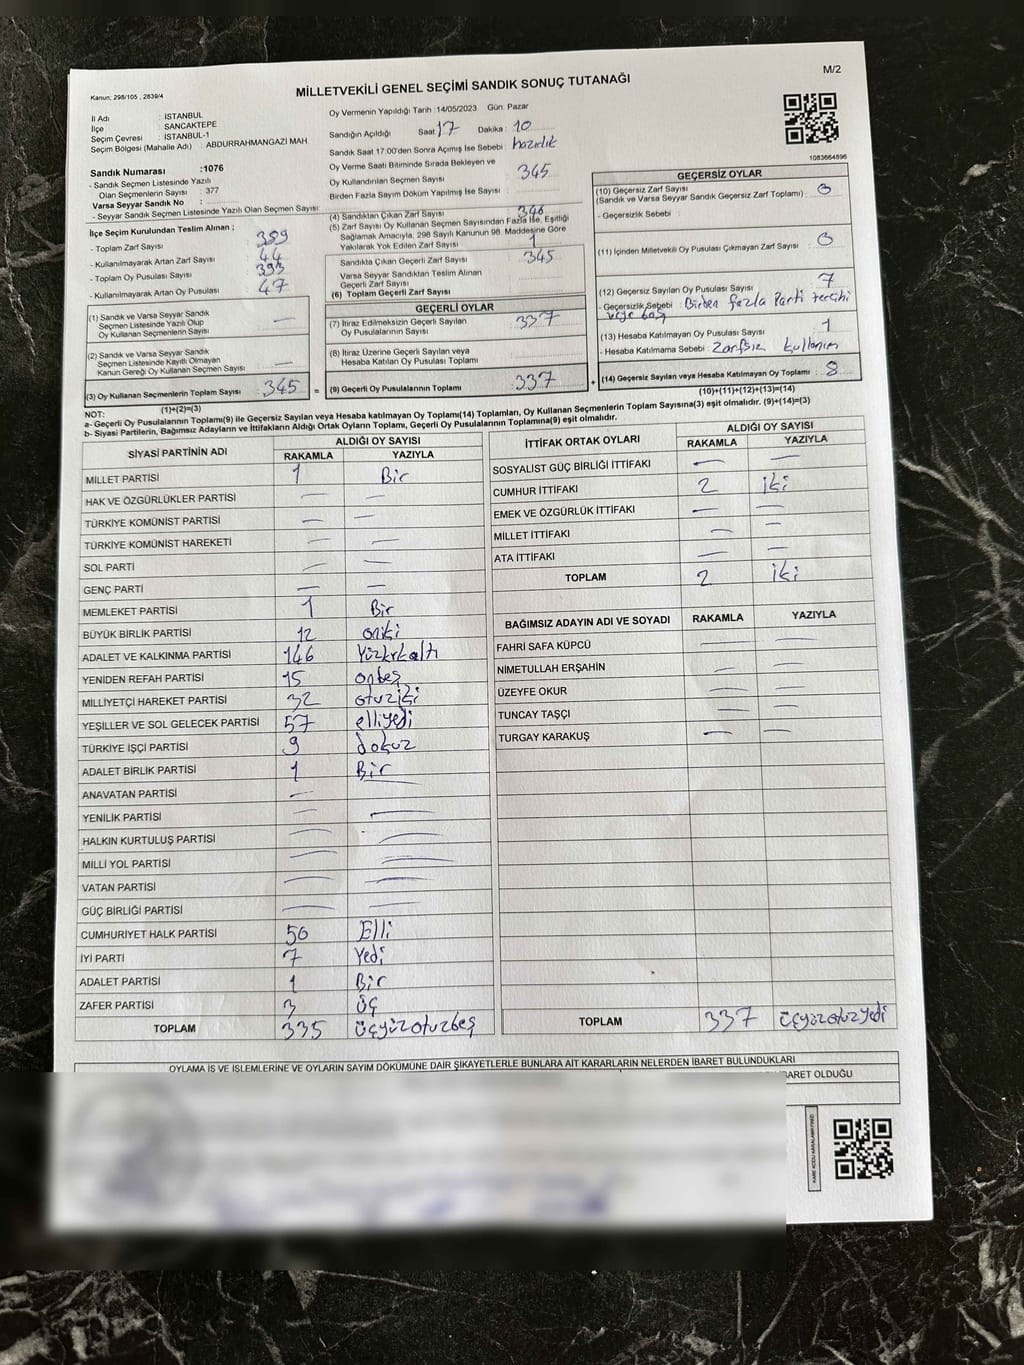 M/2
MİLLETVEKİLİ GENEL SEÇİMİ SANDIK SONUÇ TUTANAĞI
Kanun; 298/105 , 2839/4
İl Adı : İSTANBUL
İlçe : SANCAKTEPE
Seçim Çevresi : İSTANBUL-1
Seçim Bölgesi (Mahalle Adı) : ABDURRAHMANGAZİ MAH.
Sandık Numarası :1076
- Sandık Seçmen Listesinde Yazılı
Olan Seçmenlerin Sayısı : 377
Varsa Seyyar Sandık No :
- Seyyar Sandık Seçmen Listesinde Yazılı Olan Seçmen Sayısı:
İlçe Seçim Kurulundan Teslim Alınan ;
- Toplam Zarf Sayısı :
- Kullanılmayarak Artan Zarf Sayısı : 44
- Toplam Oy Pusulası Sayısı :
- Kullanılmayarak Artan Oy Pusulası : 47
(1) Sandık ve Varsa Seyyar Sandık
Seçmen Listesinde Yazılı Olup
Oy Kullanan Seçmenlerin Sayısı : —
(2) Sandık ve Varsa Seyyar Sandık
Seçmen Listesinde Kayıtlı Olmayan
Kanun Gereği Oy Kullanan Seçmen Sayısı : —
(3) Oy Kullanan Seçmenlerin Toplam Sayısı : 345
(1)+(2)=(3)
Oy Vermenin Yapıldığı Tarih : 14/05/2023 Gün: Pazar
Sandığın Açıldığı Saat 17 Dakika : 10
Sandık Saat 17:00'den Sonra Açılmış İse Sebebi : hazırlık
Oy Verme Saati Bitiminde Sırada Bekleyen ve
Oy Kullandırılan Seçmen Sayısı : 345
Birden Fazla Sayım Döküm Yapılmış İse Sayısı :
(4) Sandıktan Çıkan Zarf Sayısı : 346
(5) Zarf Sayısı Oy Kullanan Seçmen Sayısından Fazla İse, Eşitliği
Sağlamak Amacıyla, 298 Sayılı Kanunun 98. Maddesine Göre
Yakılarak Yok Edilen Zarf Sayısı : 1
Sandıkta Geçerli Zarf Sayısı : 345
Varsa Seyyar Sandıktan Teslim Alınan
Geçerli Zarf Sayısı :
(6) Toplam Geçerli Zarf Sayısı :
GEÇERLİ OYLAR
(7) İtiraz Edilmeksizin Geçerli Sayılan
Oy Pusulalarının Sayısı : 337
(8) İtiraz Üzerine Geçerli Sayılan veya
Hesaba Katılan Oy Pusulası Toplamı :
= (9) Geçerli Oy Pusulalarının Toplamı : 337 +
1083664896
GEÇERSİZ OYLAR
(10) Geçersiz Zarf Sayısı
(Sandık ve Varsa Seyyar Sandık Geçersiz Zarf Toplamı) : 0
- Geçersizlik Sebebi :
(11) İçinden Milletvekili Oy Pusulası Çıkmayan Zarf Sayısı : 0
(12) Geçersiz Sayılan Oy Pusulası Sayısı : 7
- Geçersizlik Sebebi : Birden fazla Parti tercihi
veya boş
(13) Hesaba Katılmayan Oy Pusulası Sayısı : 1
- Hesaba Katılmama Sebebi : Zarfsız kullanım
(14) Geçersiz Sayılan veya Hesaba Katılmayan Oy Toplamı : 8
(10)+(11)+(12)+(13)=(14)
NOT:
a- Geçerli Oy Pusulalarının Toplamı(9) ile Geçersiz Sayılan veya Hesaba katılmayan Oy Toplamı(14) Toplamları, Oy Kullanan Seçmenlerin Toplam Sayısına(3) eşit olmalıdır. (9)+(14)=(3)
b- Siyasi Partilerin, Bağımsız Adayların ve İttifakların Aldığı Ortak Oyların Toplamı, Geçerli Oy Pusulalarının Toplamına(9) eşit olmalıdır.
SİYASİ PARTİNİN ADI ALDIĞI OY SAYISI
RAKAMLA YAZIYLA
MİLLET PARTİSİ 1 Bir
HAK VE ÖZGÜRLÜKLER PARTİSİ — —
TÜRKİYE KOMÜNİST PARTİSİ — —
TÜRKİYE KOMÜNİST HAREKETİ — —
SOL PARTİ — —
GENÇ PARTİ — —
MEMLEKET PARTİSİ 1 Bir
BÜYÜK BİRLİK PARTİSİ 12 oniki
ADALET VE KALKINMA PARTİSİ 146 Yüzkırkaltı
YENİDEN REFAH PARTİSİ 15 onbeş
MİLLİYETÇİ HAREKET PARTİSİ 32 otuziki
YEŞİLLER VE SOL GELECEK PARTİSİ 57 elliyedi
TÜRKİYE İŞÇİ PARTİSİ 9 dokuz
ADALET BİRLİK PARTİSİ 1 Bir
ANAVATAN PARTİSİ —
YENİLİK PARTİSİ — —
HALKIN KURTULUŞ PARTİSİ — —
MİLLİ YOL PARTİSİ — —
VATAN PARTİSİ — —
GÜÇ BİRLİĞİ PARTİSİ — —
CUMHURİYET HALK PARTİSİ 50 Elli
İYİ PARTİ 7 Yedi
ADALET PARTİSİ 1 Bir
ZAFER PARTİSİ 3 Üç
TOPLAM 335 üçyüzotuzbeş
İTTİFAK ORTAK OYLARI ALDIĞI OY SAYISI
RAKAMLA YAZIYLA
SOSYALİST GÜÇ BİRLİĞİ İTTİFAKI — —
CUMHUR İTTİFAKI 2 iki
EMEK VE ÖZGÜRLÜK İTTİFAKI — —
MİLLET İTTİFAKI — —
ATA İTTİFAKI — —
TOPLAM 2 iki
BAĞIMSIZ ADAYIN ADI VE SOYADI RAKAMLA YAZIYLA
FAHRİ SAFA KÜPCÜ — —
NİMETULLAH ERŞAHİN — —
ÜZEYFE OKUR — —
TUNCAY TAŞÇI — —
TURGAY KARAKUŞ — —
TOPLAM 337 üçyüzotuzyedi
OYLAMA İŞ VE İŞLEMLERİNE VE OYLARIN SAYIM DÖKÜMÜNE DAİR ŞİKAYETLERLE BUNLARA AİT KARARLARIN NELERDEN İBARET BULUNDUKLARI
BARET OLDUĞU